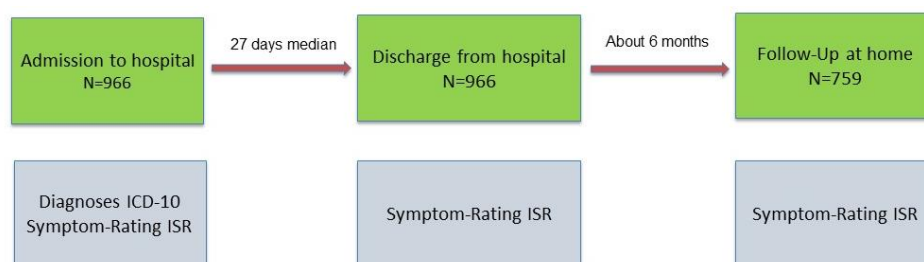 Admission to hospital
N=966
27 days median
Discharge from hospital
N=966
About 6 months
Follow-Up at home
N=759
Diagnoses ICD-10
Symptom-Rating ISR
Symptom-Rating ISR
Symptom-Rating ISR